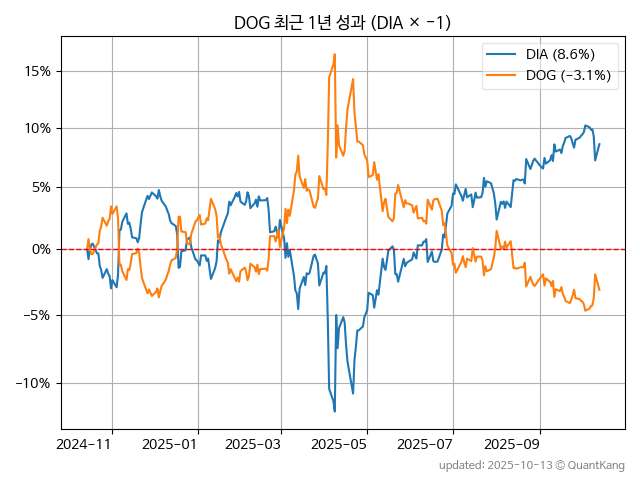 DOG 최근 1년 성과 (DIA × −1)
DIA (8.6%)
DOG (−3.1%)
15%
10%
5%
0%
−5%
−10%
2024-11 2025-01 2025-03 2025-05 2025-07 2025-09
updated: 2025-10-13 © QuantKang